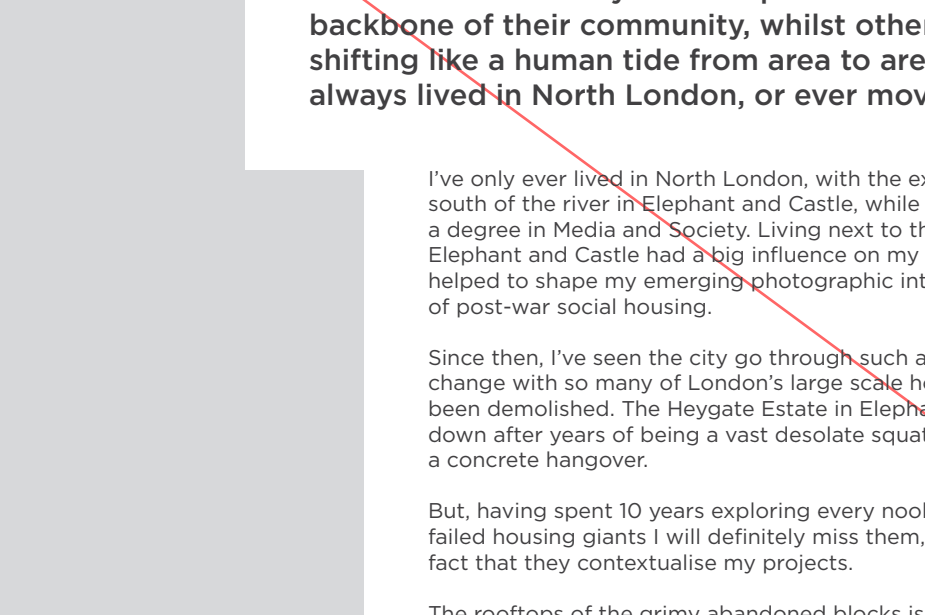 backbone of their community, whilst other
shifting like a human tide from area to are
always lived in North London, or ever mov
I've only ever lived in North London, with the ex
south of the river in Elephant and Castle, while
a degree in Media and Society. Living next to th
Elephant and Castle had a big influence on my
helped to shape my emerging photographic int
of post-war social housing.
Since then, I've seen the city go through such a
change with so many of London's large scale ho
been demolished. The Heygate Estate in Elepha
down after years of being a vast desolate squat
a concrete hangover.
But, having spent 10 years exploring every nook
failed housing giants I will definitely miss them,
fact that they contextualise my projects.
The rooftops of the grimy abandoned blocks is